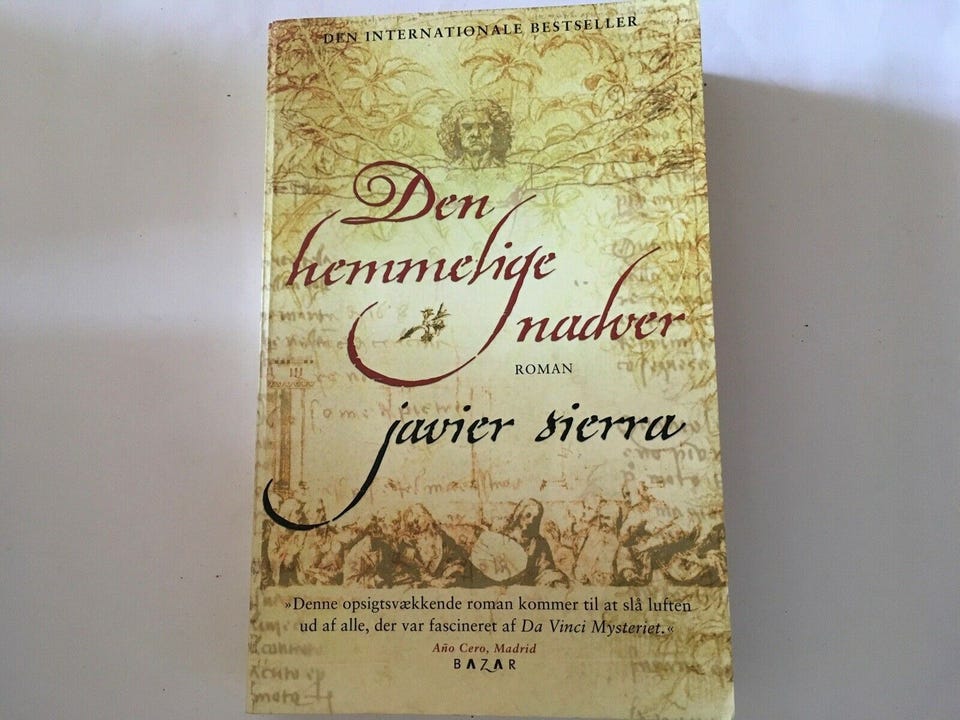 DEN INTERNATIONALE BESTSELLER
Den
hemmelige
nadver
ROMAN
javier sierra
»Denne opsigtsvækkende roman kommer til at slå luften
ud af alle, der var fascineret af Da Vinci Mysteriet.«
Año Cero, Madrid
BAZAR